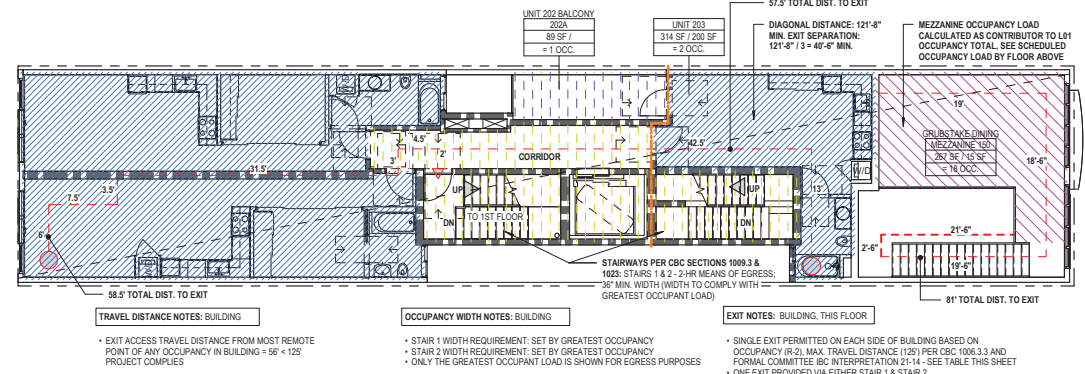 57.5' TOTAL DIST. TO EXIT
UNIT 202 BALCONY
202A
89 SF /
= 1 OCC.
UNIT 203
314 SF / 200 SF
= 2 OCC.
DIAGONAL DISTANCE: 121'-8"
MIN. EXIT SEPARATION:
121'-8" / 3 = 40'-6" MIN.
MEZZANINE OCCUPANCY LOAD
CALCULATED AS CONTRIBUTOR TO L01
OCCUPANCY TOTAL, SEE SCHEDULED
OCCUPANCY LOAD BY FLOOR ABOVE
19'
GRUBSTAKE DINING
MEZZANINE 150
267 SF / 15 SF
= 18 OCC.
18'-6"
4.5'
2'
3'
CORRIDOR
42.5'
31.5'
3.5'
7.5'
6'
W/D
13'
UP
UP
TO 1ST FLOOR
DN
DN
21'-6"
2'-6"
19'-6"
STAIRWAYS PER CBC SECTIONS 1009.3 &
1023: STAIRS 1 & 2 - 2-HR MEANS OF EGRESS;
36" MIN. WIDTH (WIDTH TO COMPLY WITH
GREATEST OCCUPANT LOAD)
58.5' TOTAL DIST. TO EXIT
81' TOTAL DIST. TO EXIT
TRAVEL DISTANCE NOTES: BUILDING
• EXIT ACCESS TRAVEL DISTANCE FROM MOST REMOTE
POINT OF ANY OCCUPANCY IN BUILDING = 56' < 125'
PROJECT COMPLIES
OCCUPANCY WIDTH NOTES: BUILDING
• STAIR 1 WIDTH REQUIREMENT: SET BY GREATEST OCCUPANCY
• STAIR 2 WIDTH REQUIREMENT: SET BY GREATEST OCCUPANCY
• ONLY THE GREATEST OCCUPANT LOAD IS SHOWN FOR EGRESS PURPOSES
EXIT NOTES: BUILDING, THIS FLOOR
• SINGLE EXIT PERMITTED ON EACH SIDE OF BUILDING BASED ON
OCCUPANCY (R-2), MAX. TRAVEL DISTANCE (125') PER CBC 1006.3.3 AND
FORMAL COMMITTEE IBC INTERPRETATION 21-14 - SEE TABLE THIS SHEET
• ONE EXIT PROVIDED VIA EITHER STAIR 1 & STAIR 2